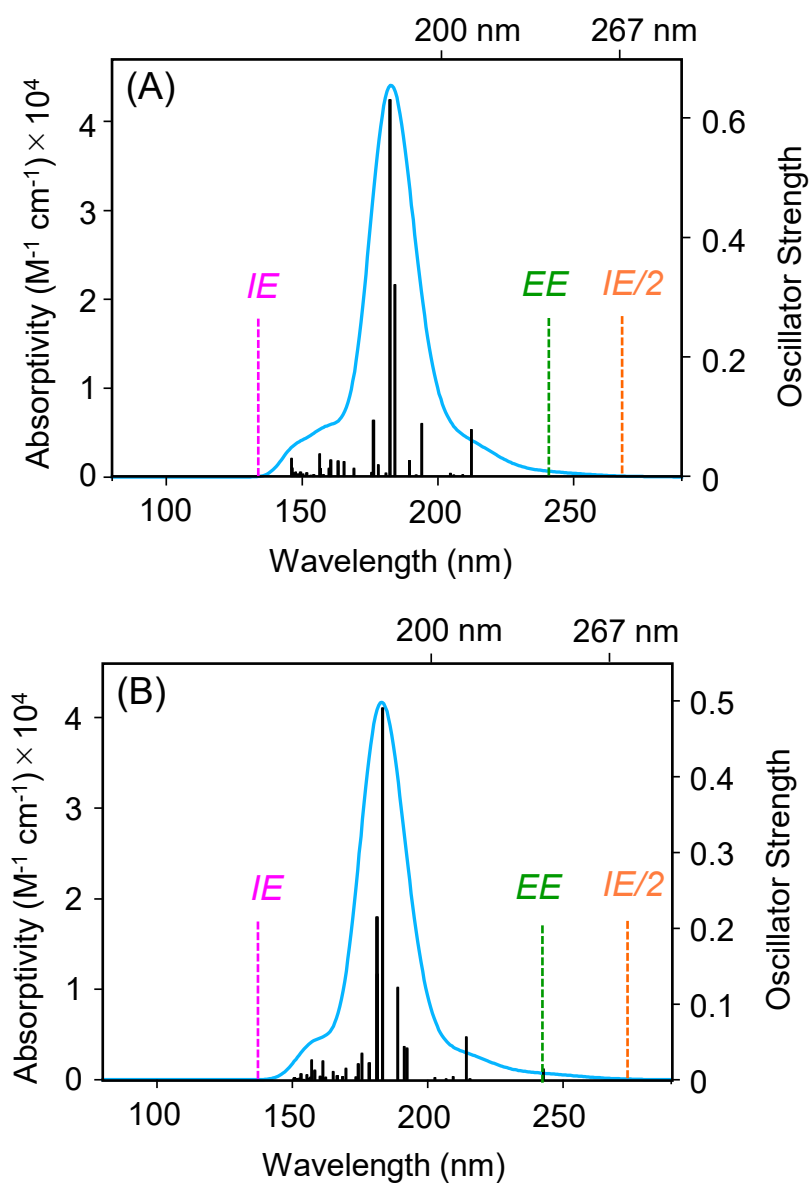 200 nm 267 nm
(A)
Absorptivity (M⁻¹ cm⁻¹) × 10⁴
Oscillator Strength
4
3
2
1
0
0.6
0.4
0.2
0
IE
EE
IE/2
100 150 200 250
Wavelength (nm)
200 nm 267 nm
(B)
Absorptivity (M⁻¹ cm⁻¹) × 10⁴
Oscillator Strength
4
3
2
1
0
0.5
0.4
0.3
0.2
0.1
0
IE
EE
IE/2
100 150 200 250
Wavelength (nm)